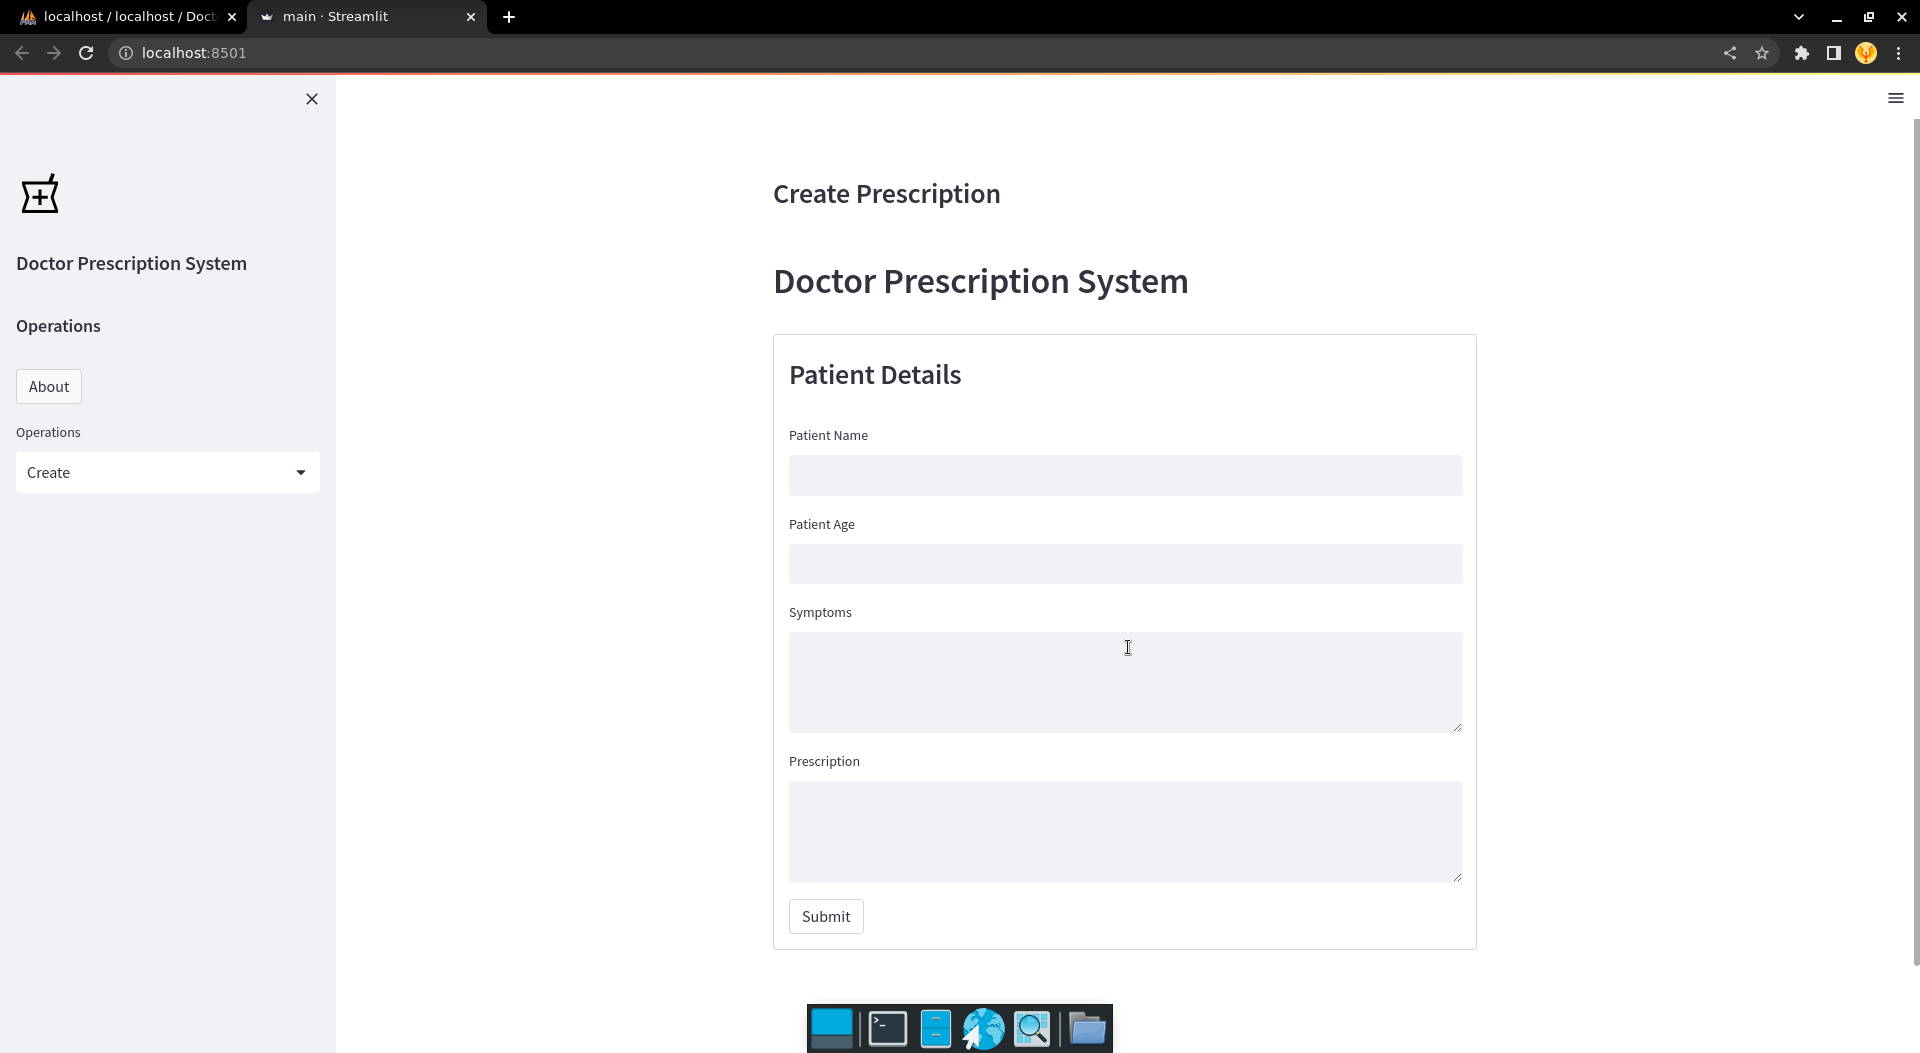 localhost / localhost / Doct
main · Streamlit
localhost:8501
Doctor Prescription System
Operations
About
Operations
Create
Create Prescription
Doctor Prescription System
Patient Details
Patient Name
Patient Age
Symptoms
Prescription
Submit